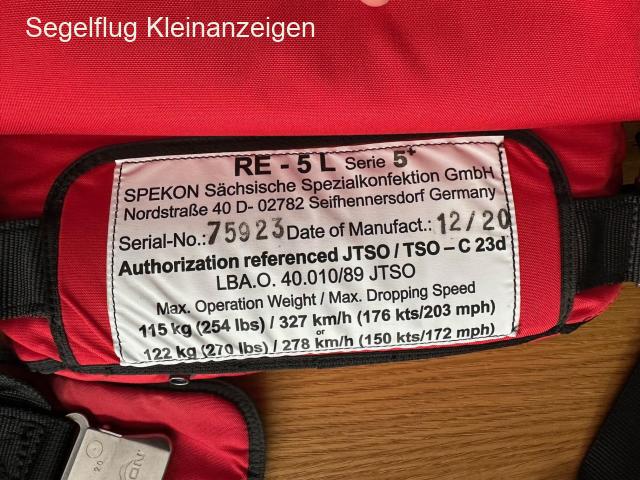 Segelflug Kleinanzeigen
RE - 5 L Serie 5+
SPEKON Sächsische Spezialkonfektion GmbH
Nordstraße 40 D- 02782 Seifhennersdorf Germany
Serial-No.: 75923 Date of Manufact.: 12/20
Authorization referenced JTSO / TSO – C 23d
LBA.O. 40.010/89 JTSO
Max. Operation Weight / Max. Dropping Speed
115 kg (254 lbs) / 327 km/h (176 kts/203 mph)
or
122 kg (270 lbs) / 278 km/h (150 kts/172 mph)